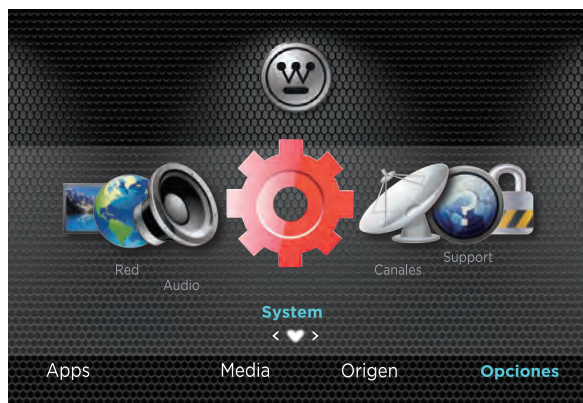 Red
Audio
Canales
Support
System
Apps Media Origen Opciones